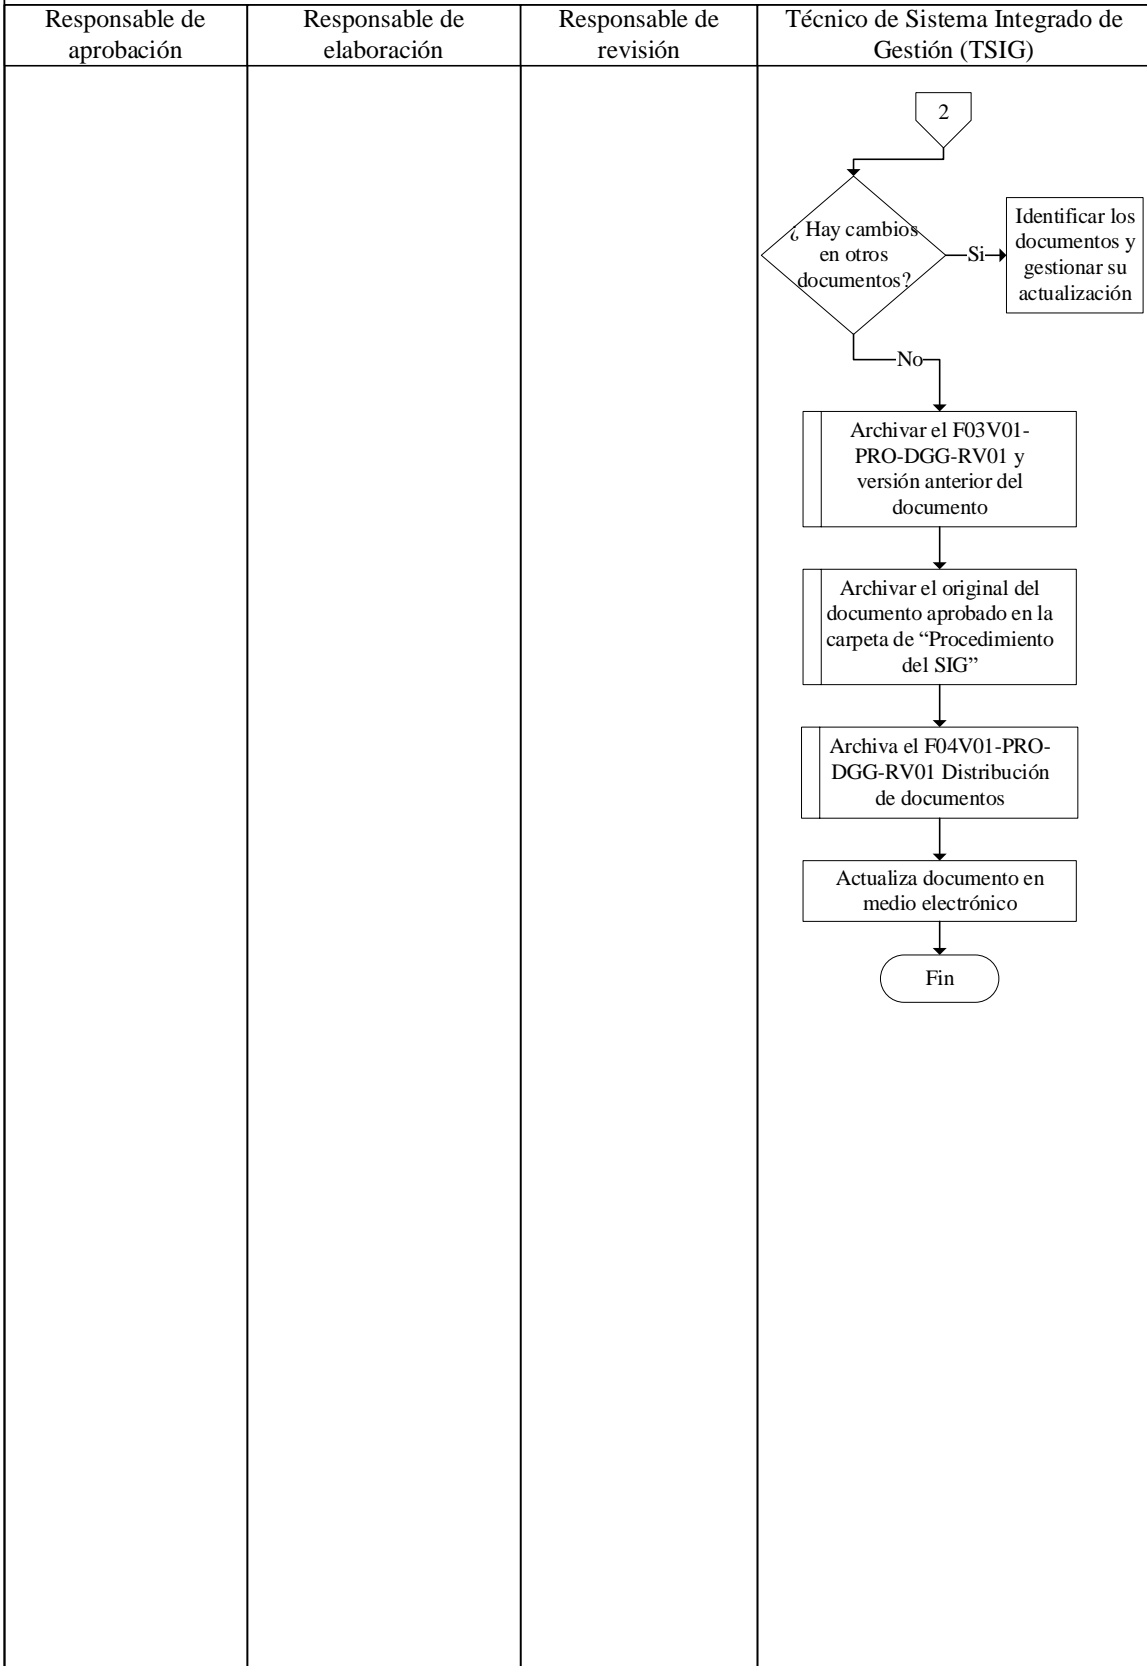 Responsable de
aprobación
Responsable de
elaboración
Responsable de
revisión
Técnico de Sistema Integrado de
Gestión (TSIG)
2
¿ Hay cambios
en otros
documentos?
Si
Identificar los
documentos y
gestionar su
actualización
No
Archivar el F03V01-
PRO-DGG-RV01 y
versión anterior del
documento
Archivar el original del
documento aprobado en la
carpeta de “Procedimiento
del SIG”
Archiva el F04V01-PRO-
DGG-RV01 Distribución
de documentos
Actualiza documento en
medio electrónico
Fin